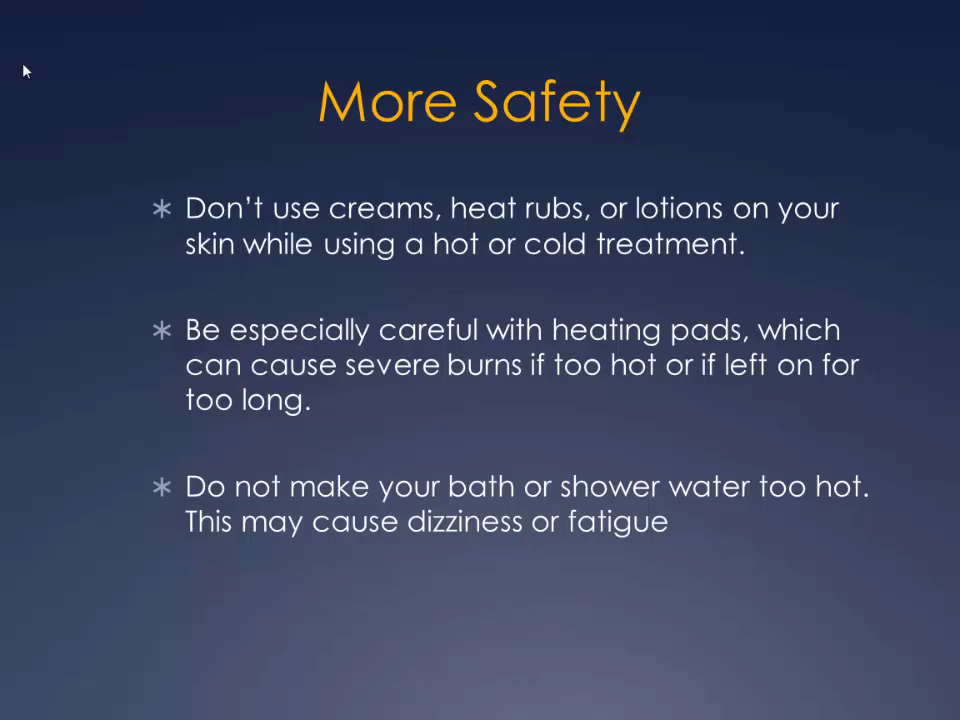 More Safety
Don’t use creams, heat rubs, or lotions on your
skin while using a hot or cold treatment.
Be especially careful with heating pads, which
can cause severe burns if too hot or if left on for
too long.
Do not make your bath or shower water too hot.
This may cause dizziness or fatigue